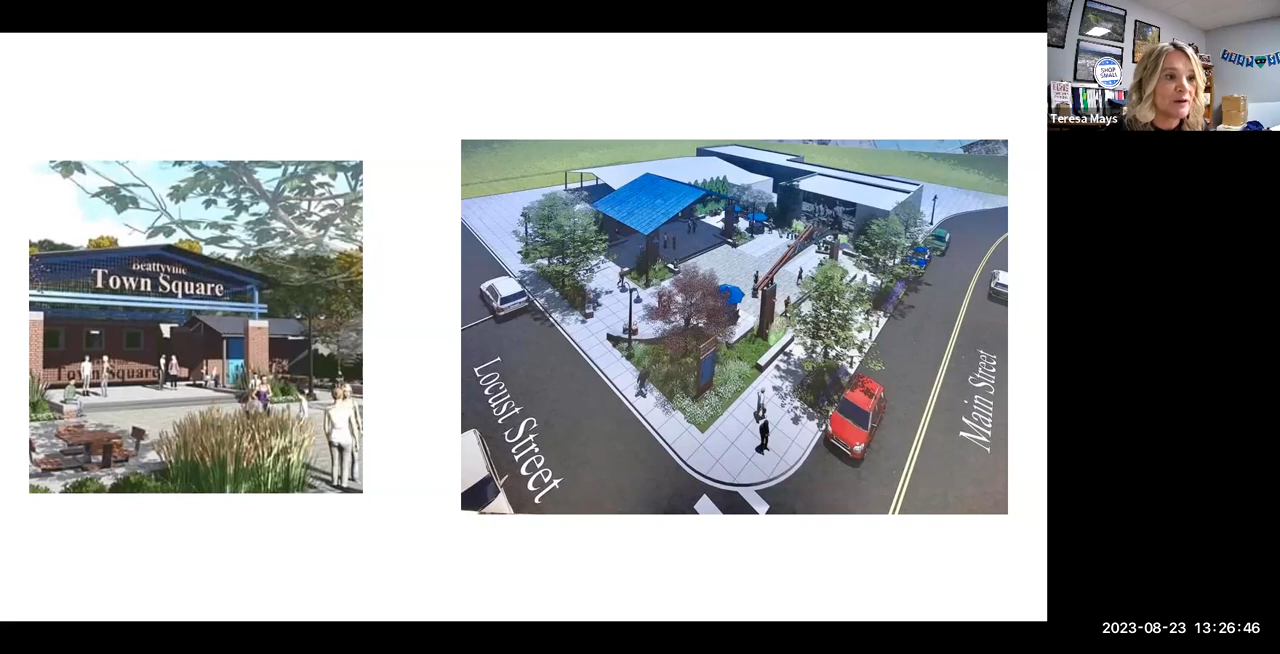 Beattyville
Town Square
Town Square
Locust Street
Main Street
SHOP
SMALL
Teresa Mays
2023-08-23 13:26:46